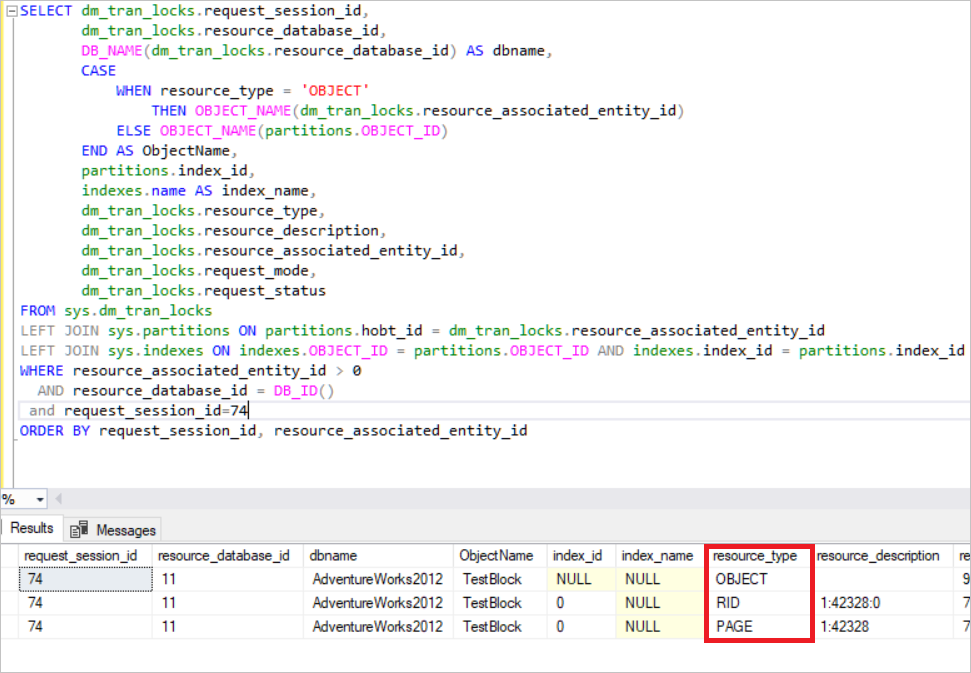 SELECT dm_tran_locks.request_session_id,
dm_tran_locks.resource_database_id,
DB_NAME(dm_tran_locks.resource_database_id) AS dbname,
CASE
WHEN resource_type = 'OBJECT'
THEN OBJECT_NAME(dm_tran_locks.resource_associated_entity_id)
ELSE OBJECT_NAME(partitions.OBJECT_ID)
END AS ObjectName,
partitions.index_id,
indexes.name AS index_name,
dm_tran_locks.resource_type,
dm_tran_locks.resource_description,
dm_tran_locks.resource_associated_entity_id,
dm_tran_locks.request_mode,
dm_tran_locks.request_status
FROM sys.dm_tran_locks
LEFT JOIN sys.partitions ON partitions.hobt_id = dm_tran_locks.resource_associated_entity_id
LEFT JOIN sys.indexes ON indexes.OBJECT_ID = partitions.OBJECT_ID AND indexes.index_id = partitions.index_id
WHERE resource_associated_entity_id > 0
AND resource_database_id = DB_ID()
and request_session_id=74
ORDER BY request_session_id, resource_associated_entity_id
%
Results Messages
request_session_id resource_database_id dbname ObjectName index_id index_name resource_type resource_description re
74 11 AdventureWorks2012 TestBlock NULL NULL OBJECT 9
74 11 AdventureWorks2012 TestBlock 0 NULL RID 1:42328:0 7
74 11 AdventureWorks2012 TestBlock 0 NULL PAGE 1:42328 7